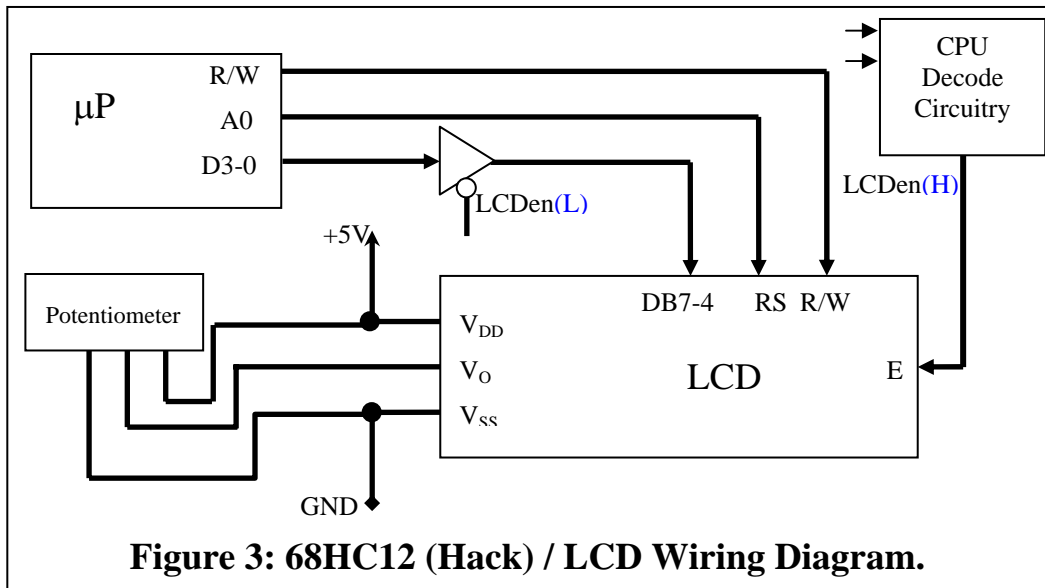 μP
R/W
A0
D3-0
CPU
Decode
Circuitry
LCDen(L)
LCDen(H)
+5V
Potentiometer
DB7-4 RS R/W
VDD
VO
VSS
LCD
E
GND
Figure 3: 68HC12 (Hack) / LCD Wiring Diagram.